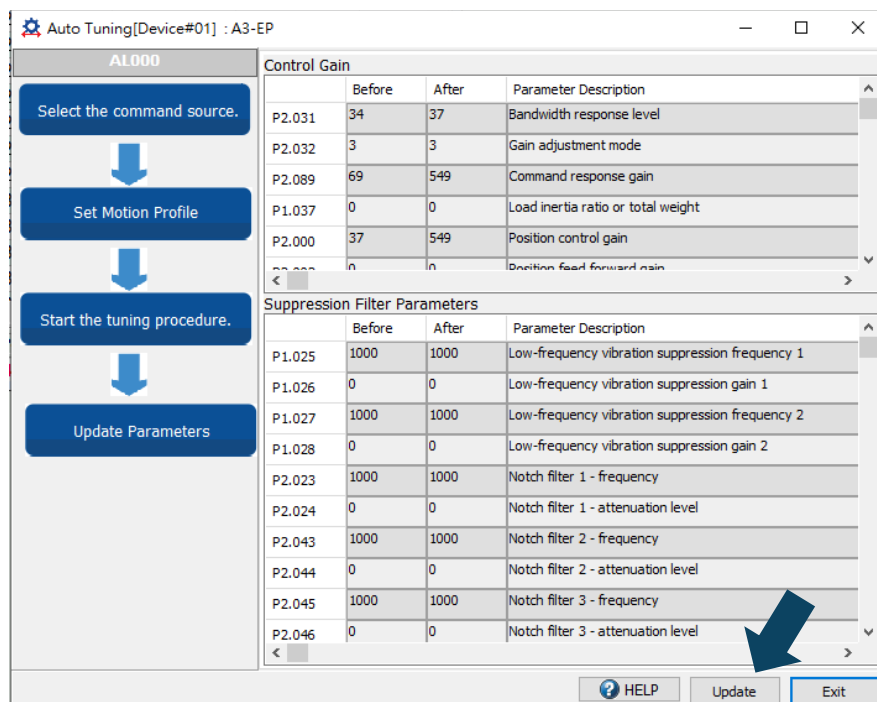 Auto Tuning[Device#01] : A3-EP
AL000
Select the command source.
Set Motion Profile
Start the tuning procedure.
Update Parameters
Control Gain
Before After Parameter Description
P2.031 34 37 Bandwidth response level
P2.032 3 3 Gain adjustment mode
P2.089 69 549 Command response gain
P1.037 0 0 Load inertia ratio or total weight
P2.000 37 549 Position control gain
0 0 Position feed forward gain
Suppression Filter Parameters
Before After Parameter Description
P1.025 1000 1000 Low-frequency vibration suppression frequency 1
P1.026 0 0 Low-frequency vibration suppression gain 1
P1.027 1000 1000 Low-frequency vibration suppression frequency 2
P1.028 0 0 Low-frequency vibration suppression gain 2
P2.023 1000 1000 Notch filter 1 - frequency
P2.024 0 0 Notch filter 1 - attenuation level
P2.043 1000 1000 Notch filter 2 - frequency
P2.044 0 0 Notch filter 2 - attenuation level
P2.045 1000 1000 Notch filter 3 - frequency
P2.046 0 0 Notch filter 3 - attenuation level
HELP Update Exit